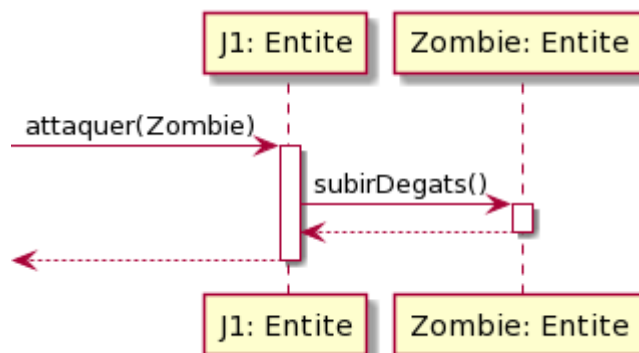 J1: Entite
Zombie: Entite
attaquer(Zombie)
subirDegats()
J1: Entite
Zombie: Entite